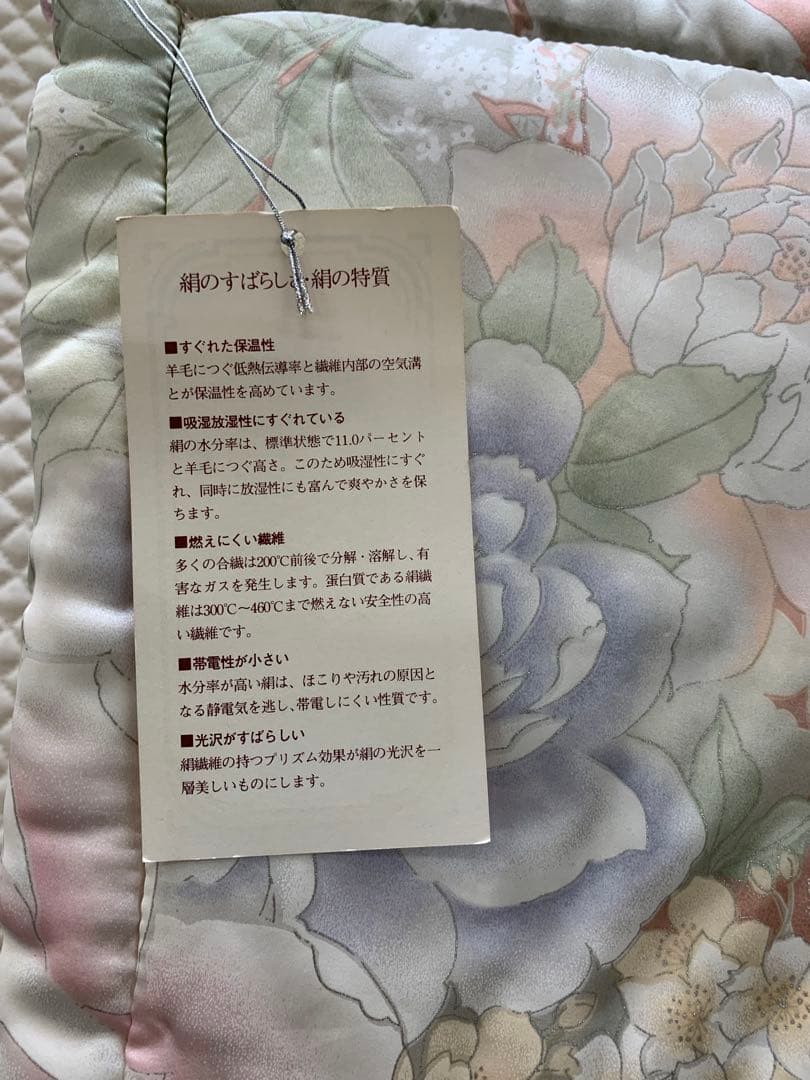 絹のすばらしさ・絹の特質
■すぐれた保温性
羊毛につぐ低熱伝導率と繊維内部の空気溝
とが保温性を高めています。
■吸湿放湿性にすぐれている
絹の水分率は、標準状態で11.0パーセント
と羊毛につぐ高さ。このため吸湿性にすぐ
れ、同時に放湿性にも富んで爽やかさを保
ちます。
■燃えにくい繊維
多くの合繊は200℃前後で分解・溶解し、有
害なガスを発生します。蛋白質である絹繊
維は300℃〜460℃まで燃えない安全性の高
い繊維です。
■帯電性が小さい
水分率が高い絹は、ほこりや汚れの原因と
なる静電気を逃し、帯電しにくい性質です。
■光沢がすばらしい
絹繊維の持つプリズム効果が絹の光沢を一
層美しいものにします。